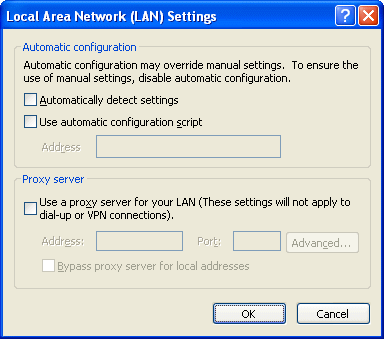 Local Area Network (LAN) Settings
Automatic configuration
Automatic configuration may override manual settings. To ensure the
use of manual settings, disable automatic configuration.
Automatically detect settings
Use automatic configuration script
Address
Proxy server
Use a proxy server for your LAN (These settings will not apply to
dial-up or VPN connections).
Address: Port: Advanced...
Bypass proxy server for local addresses
OK Cancel